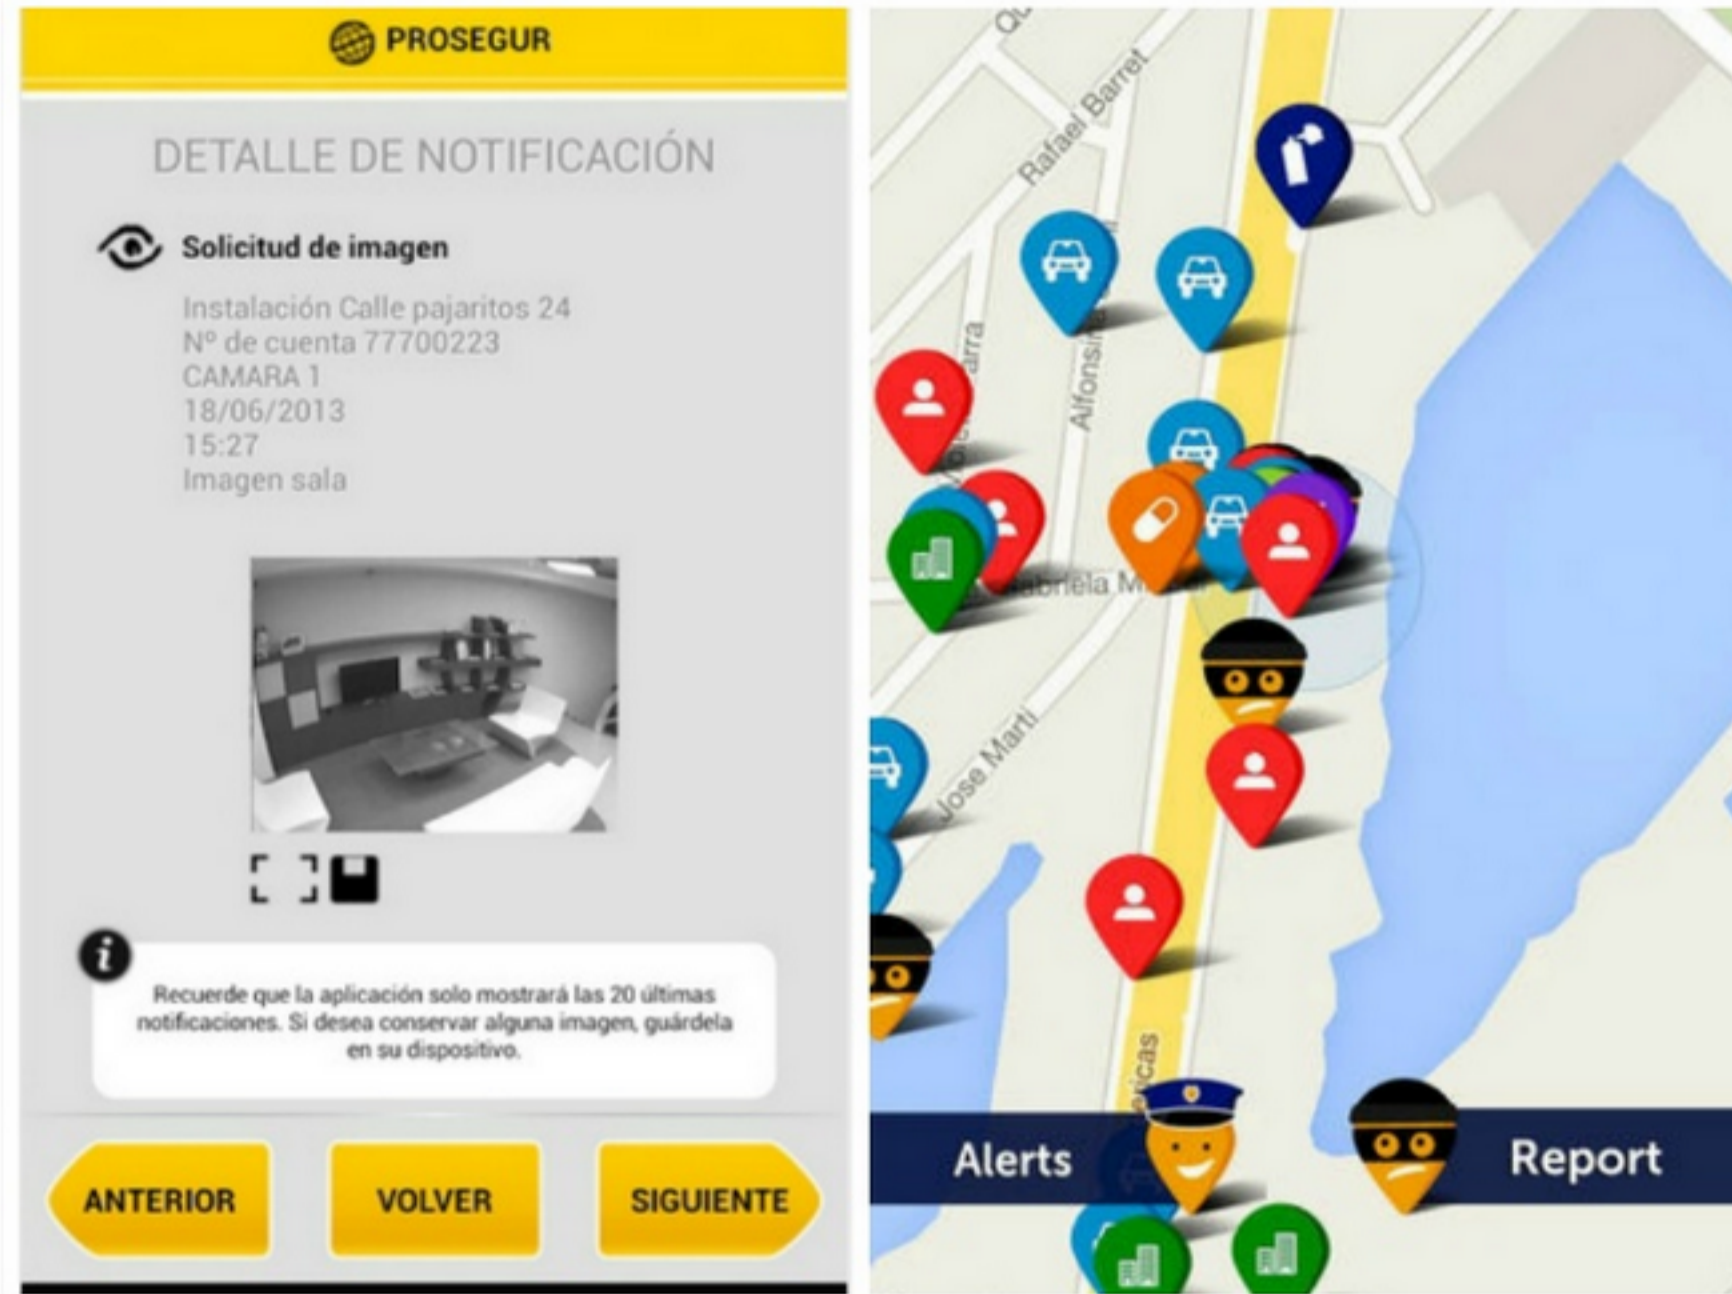 PROSEGUR
DETALLE DE NOTIFICACIÓN
Solicitud de imagen
Instalación Calle pajaritos 24
Nº de cuenta 77700223
CAMARA 1
18/06/2013
15:27
Imagen sala
i
Recuerde que la aplicación solo mostrará las 20 últimas
notificaciones. Si desea conservar alguna imagen, guárdela
en su dispositivo.
ANTERIOR
VOLVER
SIGUIENTE
Rafael Barret
Jose Marti
Alerts
Report